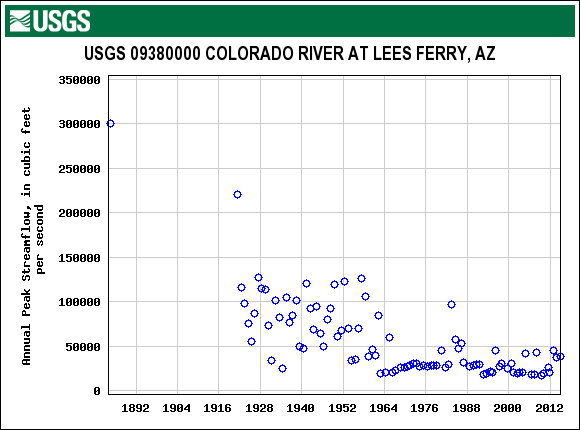 USGS
USGS 09380000 COLORADO RIVER AT LEES FERRY, AZ
Annual Peak Streamflow, in cubic feet
per second
350000
300000
250000
200000
150000
100000
50000
0
1892 1904 1916 1928 1940 1952 1964 1976 1988 2000 2012